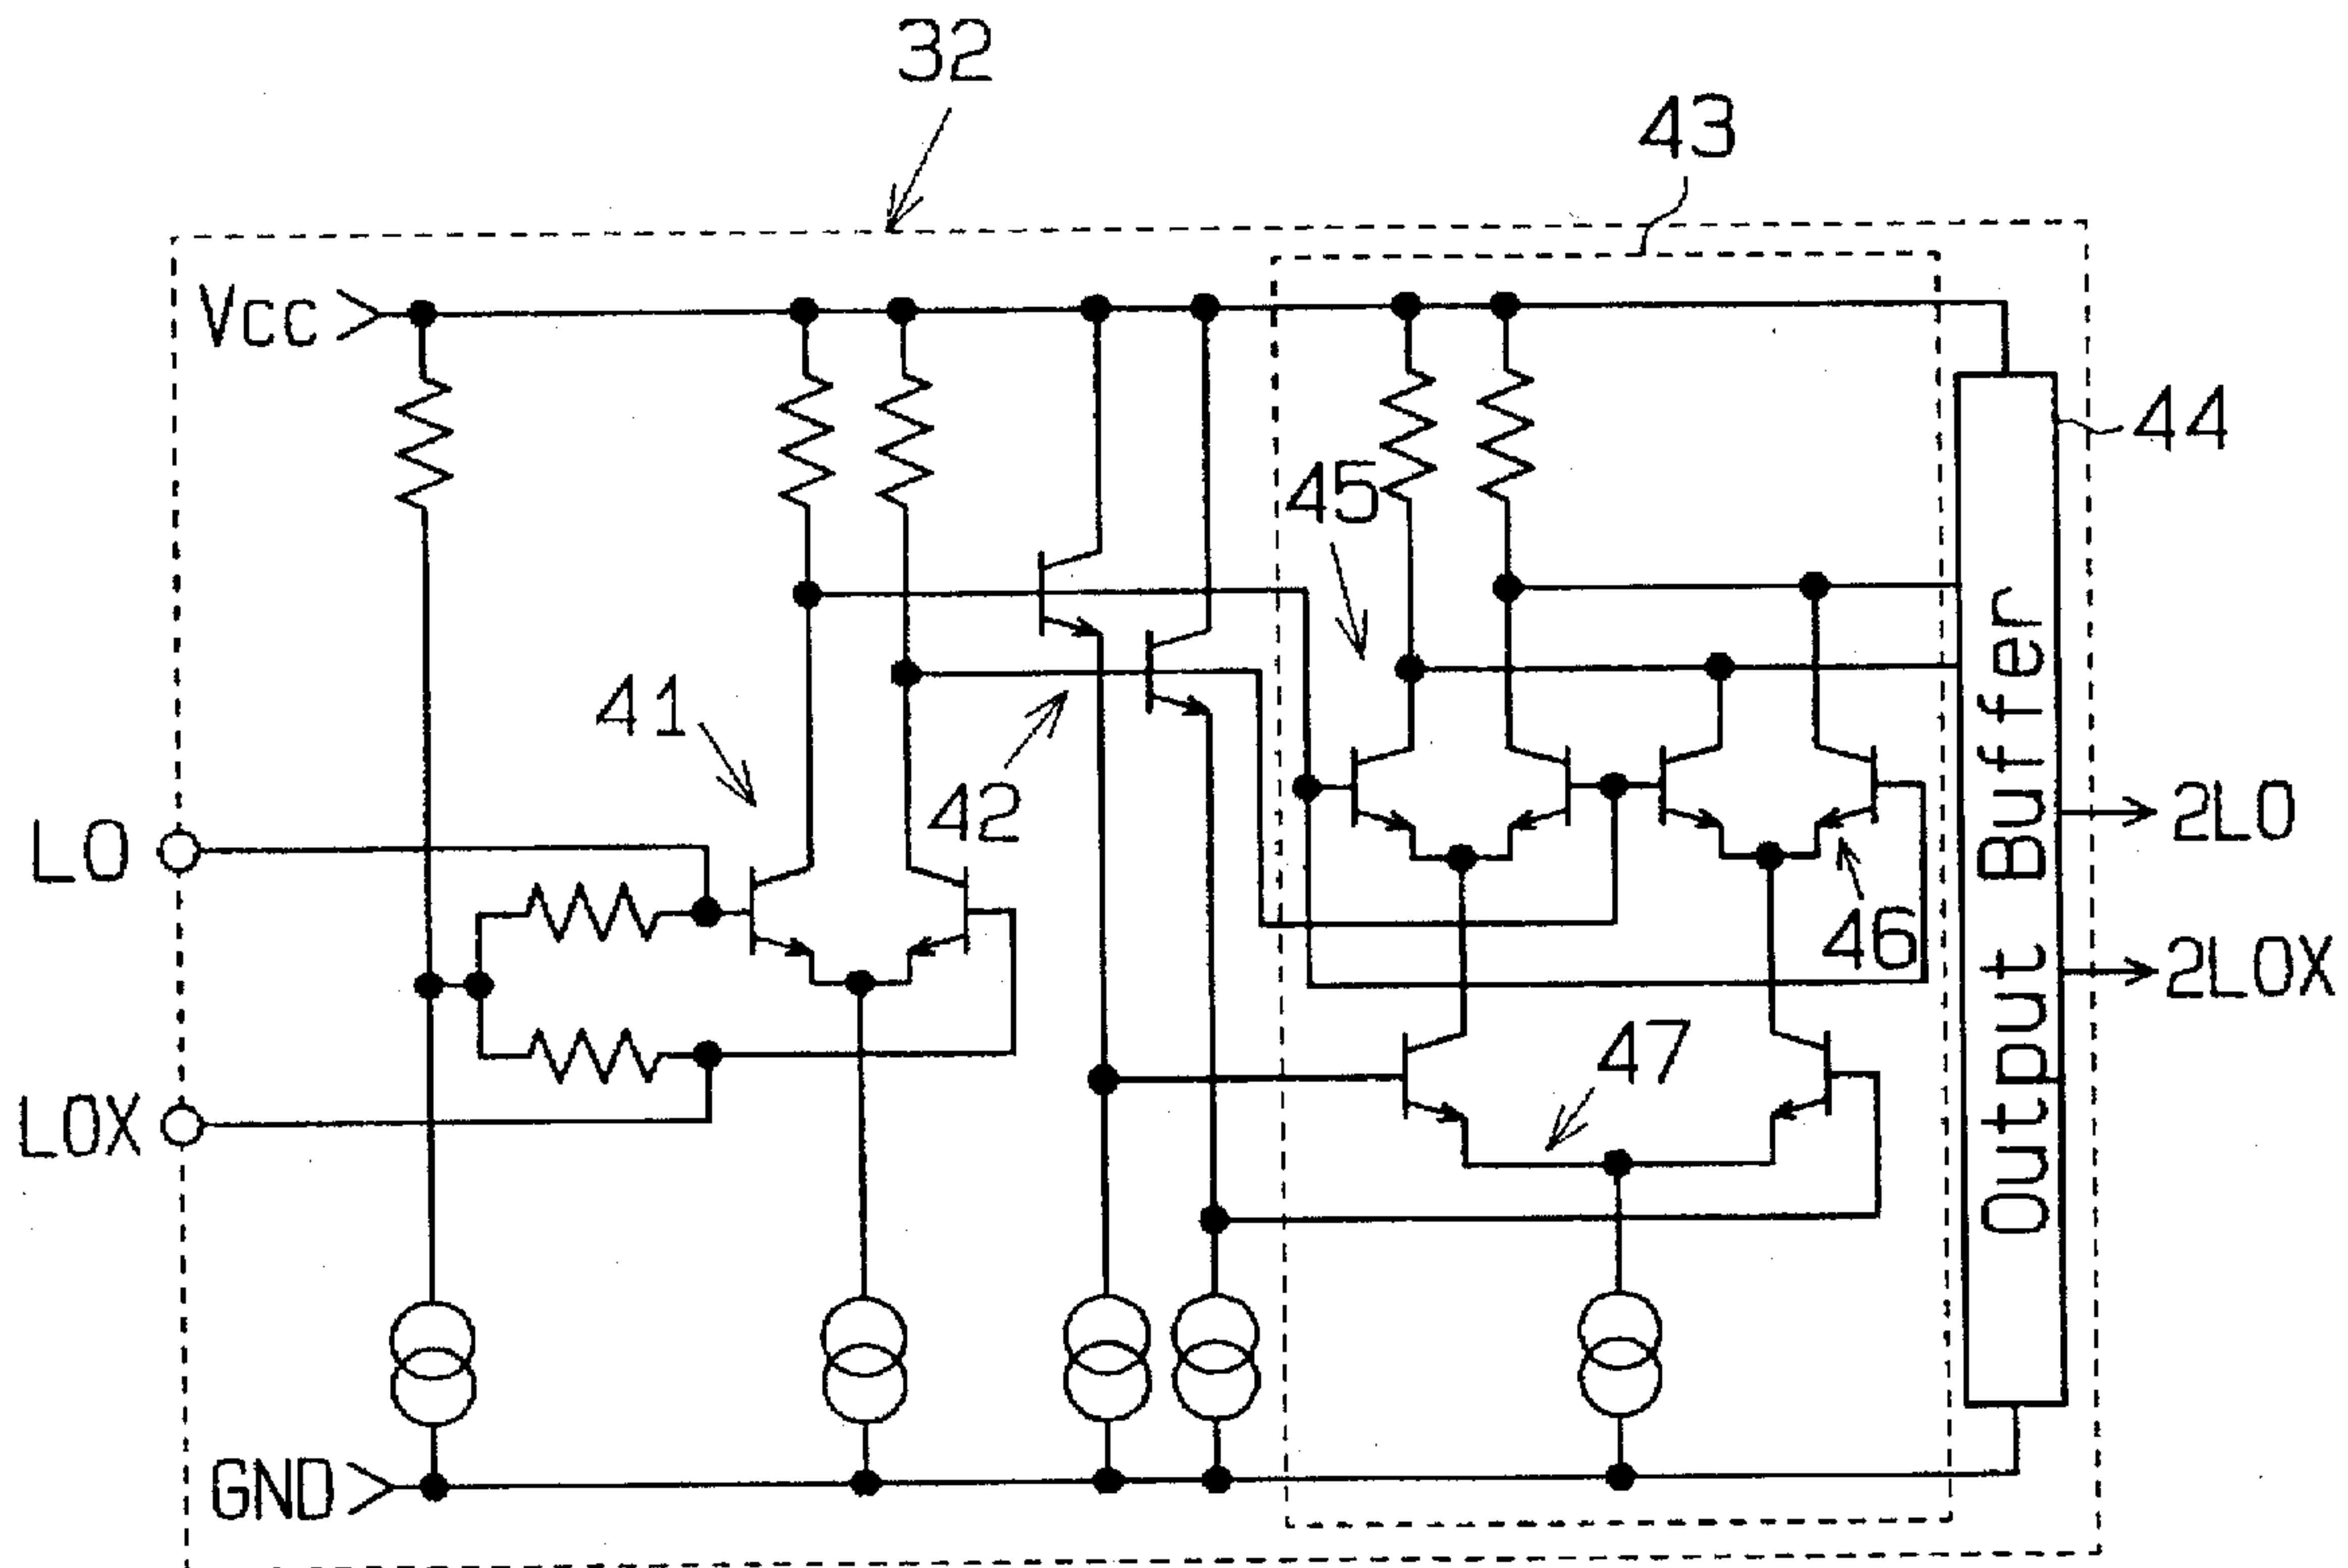 32
43
Vcc
44
45
41
42
LO
2LO
46
2LOX
47
LOX
Output Buffer
GND